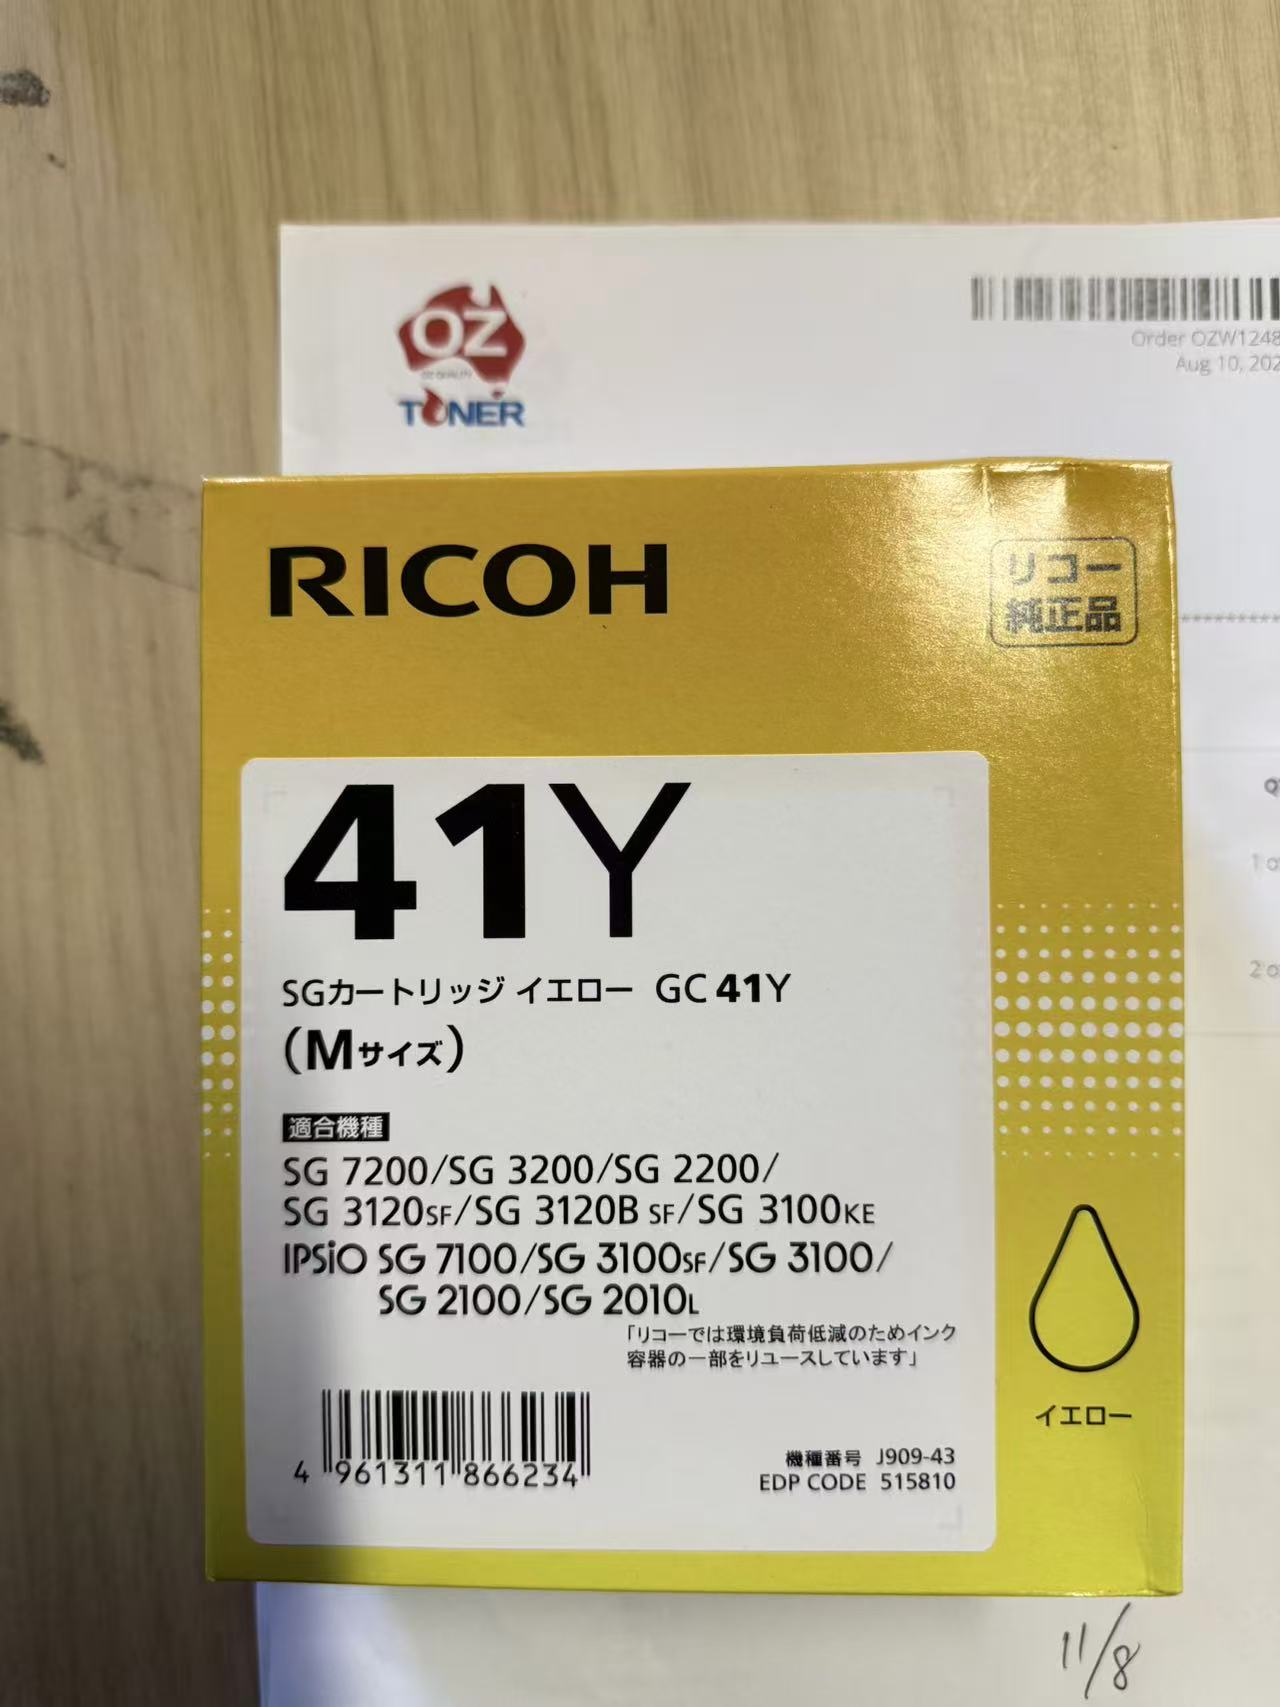 OZ
TONER
Order OZW1248
Aug 10, 202
RICOH
リコー
純正品
41Y
SGカートリッジ イエロー GC 41Y
(Mサイズ)
適合機種
SG 7200/SG 3200/SG 2200/
SG 3120SF/SG 3120B SF/SG 3100KE
IPSiO SG 7100/SG 3100SF/SG 3100/
SG 2100/SG 2010L
「リコーでは環境負荷低減のためインク
容器の一部をリユースしています」
イエロー
4 961311 866234
機種番号 J909-43
EDP CODE 515810
11/8